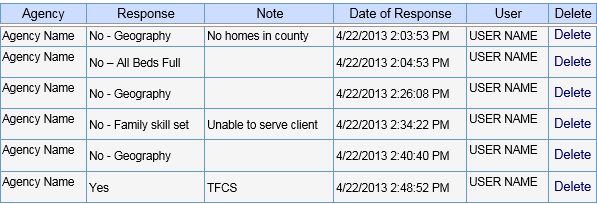 Agency Response Note Date of Response User Delete
Agency Name No - Geography No homes in county 4/22/2013 2:03:53 PM USER NAME Delete
Agency Name No – All Beds Full 4/22/2013 2:04:53 PM USER NAME Delete
Agency Name No - Geography 4/22/2013 2:26:08 PM USER NAME Delete
Agency Name No - Family skill set Unable to serve client 4/22/2013 2:34:22 PM USER NAME Delete
Agency Name No - Geography 4/22/2013 2:40:40 PM USER NAME Delete
Agency Name Yes TFCS 4/22/2013 2:48:52 PM USER NAME Delete